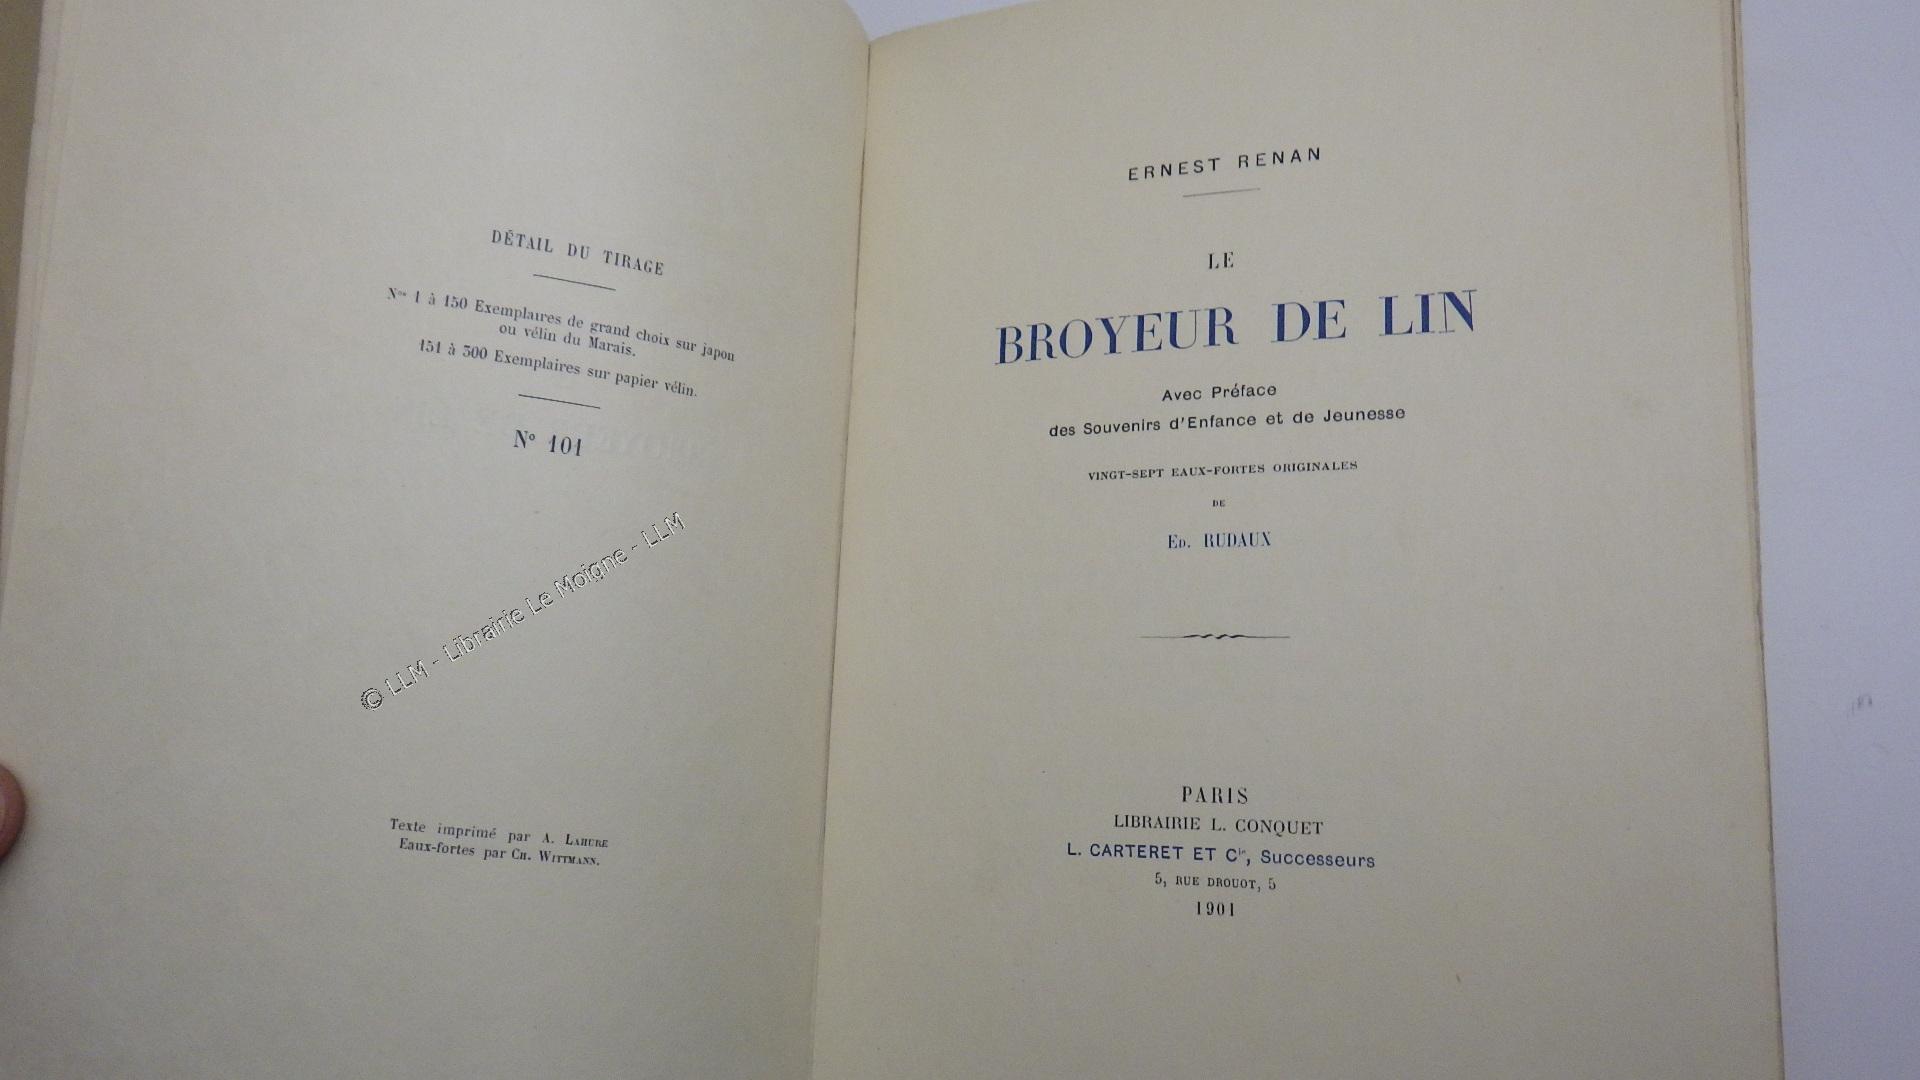 DÉTAIL DU TIRAGE
Nos 1 à 150 Exemplaires de grand choix sur japon
ou vélin du Marais.
151 à 300 Exemplaires sur papier vélin.
No 101
© LLM - Librairie Le Moigne - LLM
Texte imprimé par A. LAHURE
Eaux-fortes par CH. WITTMANN.
ERNEST RENAN
LE
BROYEUR DE LIN
Avec Préface
des Souvenirs d'Enfance et de Jeunesse
VINGT-SEPT EAUX-FORTES ORIGINALES
DE
ED. RUDAUX
PARIS
LIBRAIRIE L. CONQUET
L. CARTERET ET Cie, Successeurs
5, RUE DROUOT, 5
1901